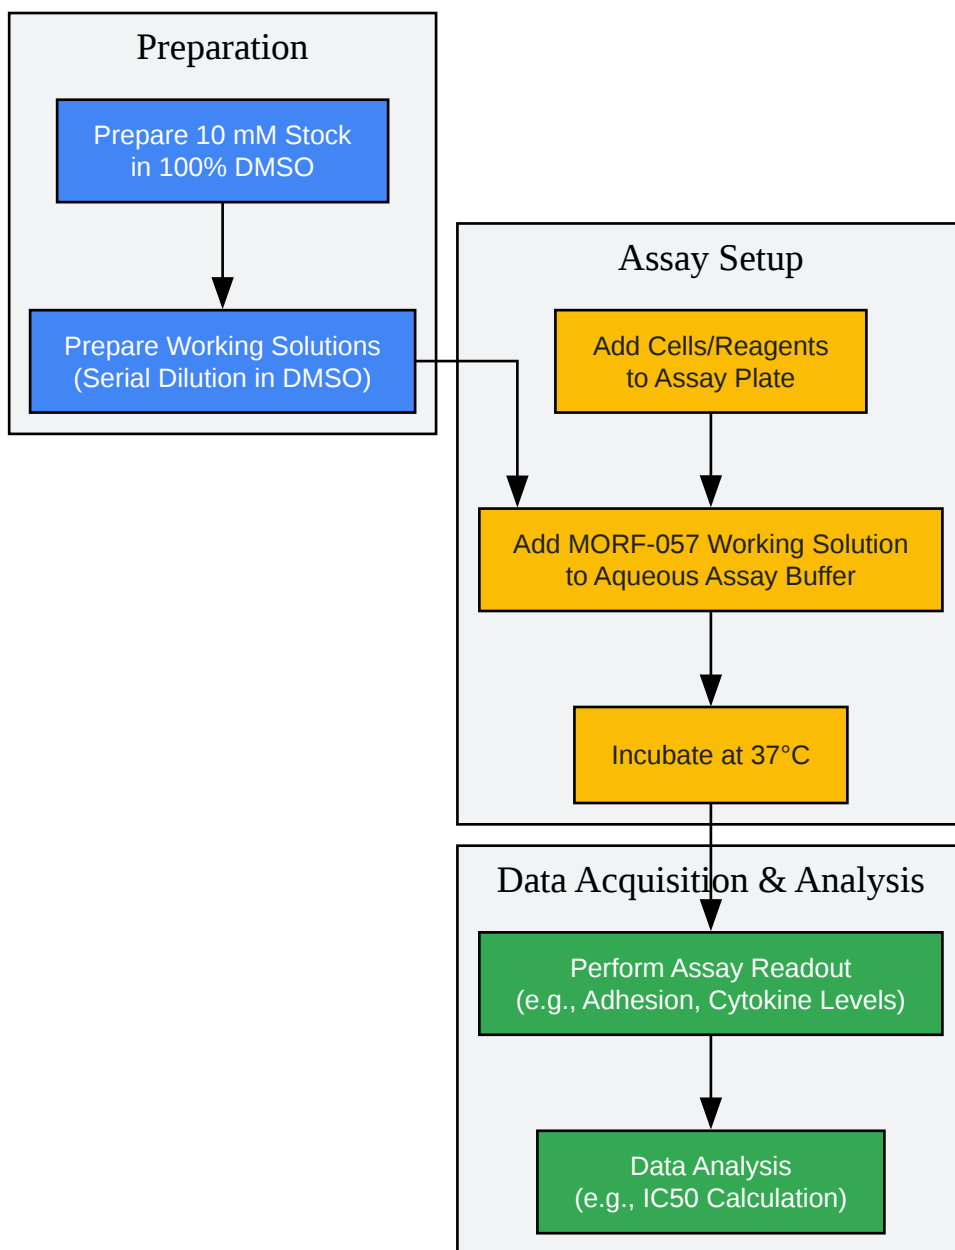 Preparation
Prepare 10 mM Stock
in 100% DMSO
Prepare Working Solutions
(Serial Dilution in DMSO)
Assay Setup
Add Cells/Reagents
to Assay Plate
Add MORF-057 Working Solution
to Aqueous Assay Buffer
Incubate at 37°C
Data Acquisition & Analysis
Perform Assay Readout
(e.g., Adhesion, Cytokine Levels)
Data Analysis
(e.g., IC50 Calculation)